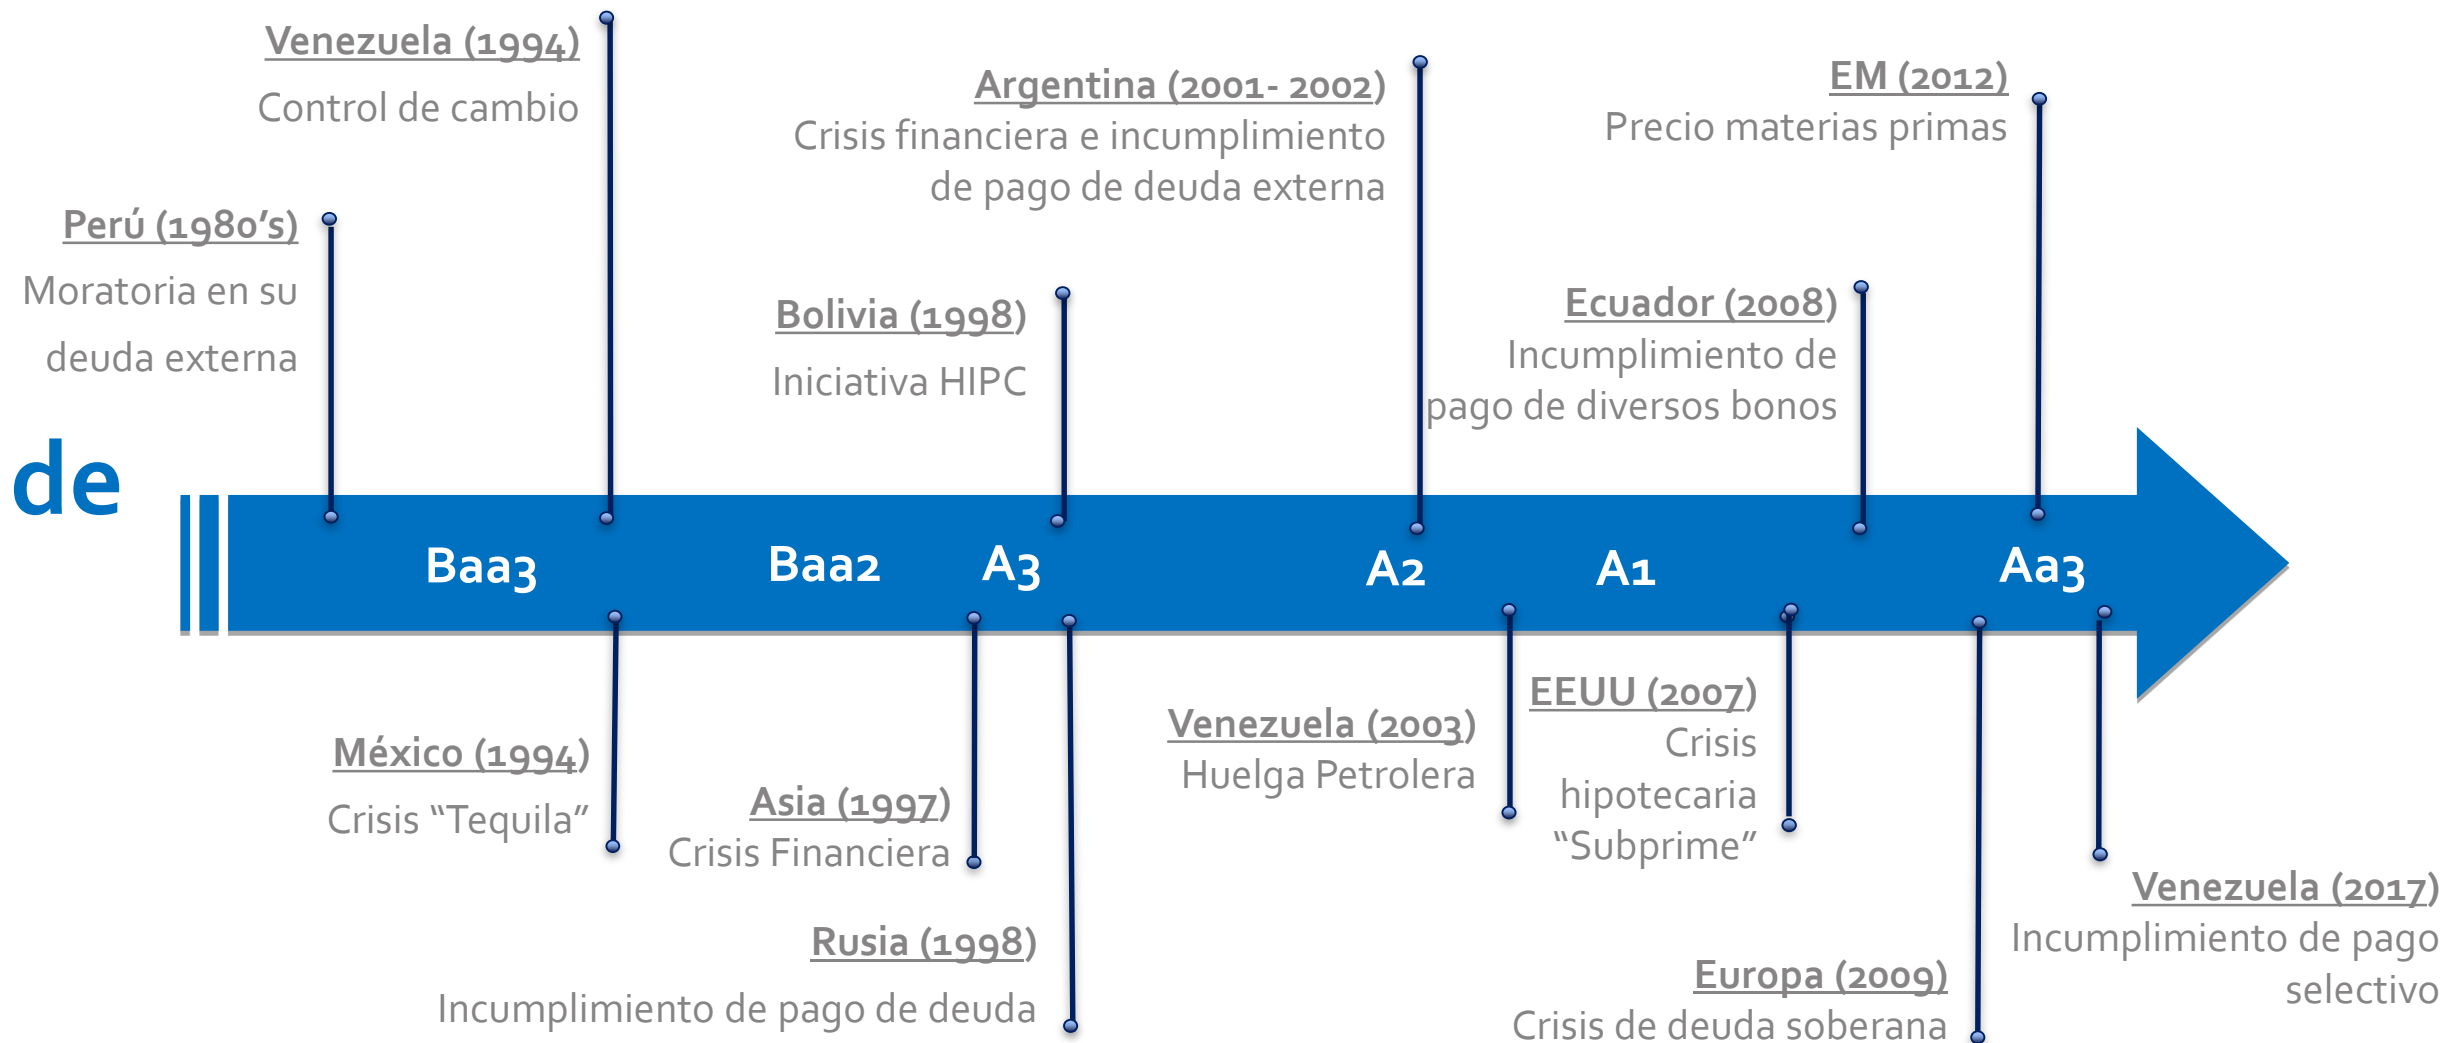 Venezuela (1994)
Control de cambio
Argentina (2001- 2002)
Crisis financiera e incumplimiento
de pago de deuda externa
EM (2012)
Precio materias primas
Perú (1980’s)
Moratoria en su
deuda externa
Bolivia (1998)
Iniciativa HIPC
Ecuador (2008)
Incumplimiento de
pago de diversos bonos
de
Baa3
Baa2
A3
A2
A1
Aa3
México (1994)
Crisis “Tequila”
Asia (1997)
Crisis Financiera
Rusia (1998)
Incumplimiento de pago de deuda
Venezuela (2003)
Huelga Petrolera
EEUU (2007)
Crisis
hipotecaria
“Subprime”
Europa (2009)
Crisis de deuda soberana
Venezuela (2017)
Incumplimiento de pago
selectivo